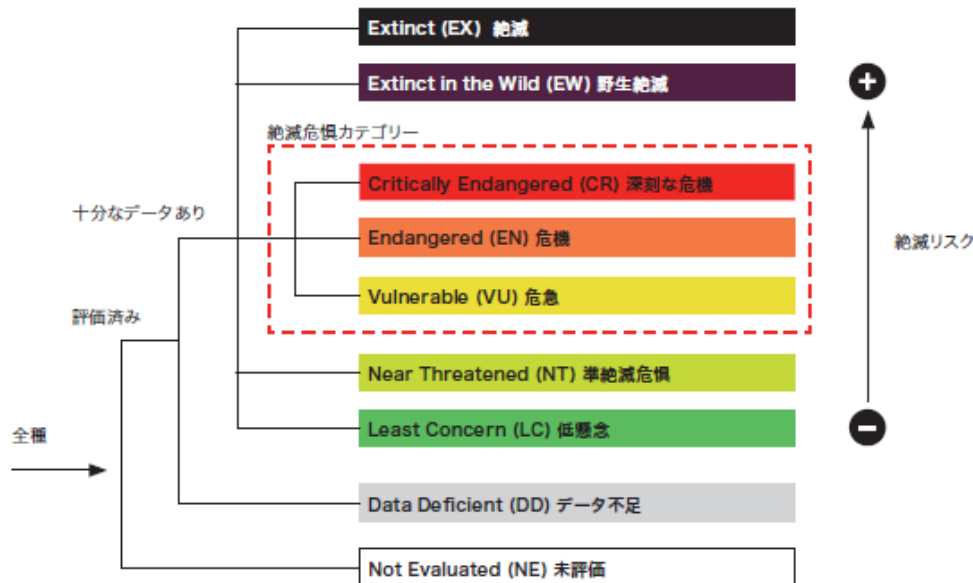 Extinct (EX) 絶滅
Extinct in the Wild (EW) 野生絶滅
絶滅危惧カテゴリー
Critically Endangered (CR) 深刻な危機
十分なデータあり
Endangered (EN) 危機
絶滅リスク
Vulnerable (VU) 危急
評価済み
Near Threatened (NT) 準絶滅危惧
Least Concern (LC) 低懸念
全種
Data Deficient (DD) データ不足
Not Evaluated (NE) 未評価